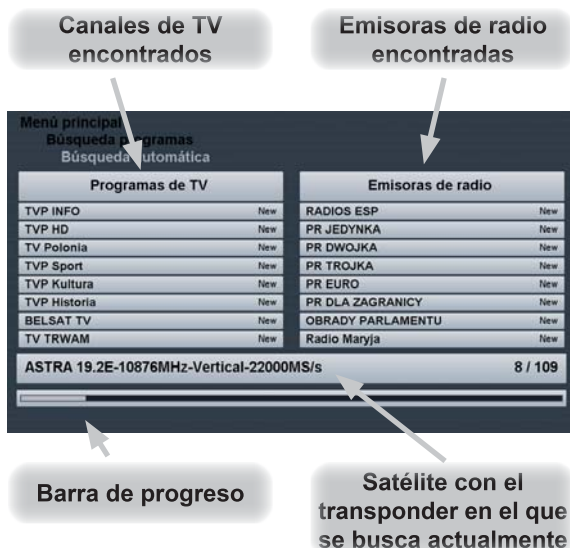 Canales de TV
encontrados
Emisoras de radio
encontradas
Menú principal
Búsqueda programas
Búsqueda automática
Programas de TV
Emisoras de radio
TVP INFO New
RADIOS ESP New
TVP HD New
PR JEDYNKA New
TV Polonia New
PR DWOJKA New
TVP Sport New
PR TROJKA New
TVP Kultura New
PR EURO New
TVP Historia New
PR DLA ZAGRANICY New
BELSAT TV New
OBRADY PARLAMENTU New
TV TRWAM New
Radio Maryja New
ASTRA 19.2E-10876MHz-Vertical-22000MS/s 8 / 109
Barra de progreso
Satélite con el
transponder en el que
se busca actualmente